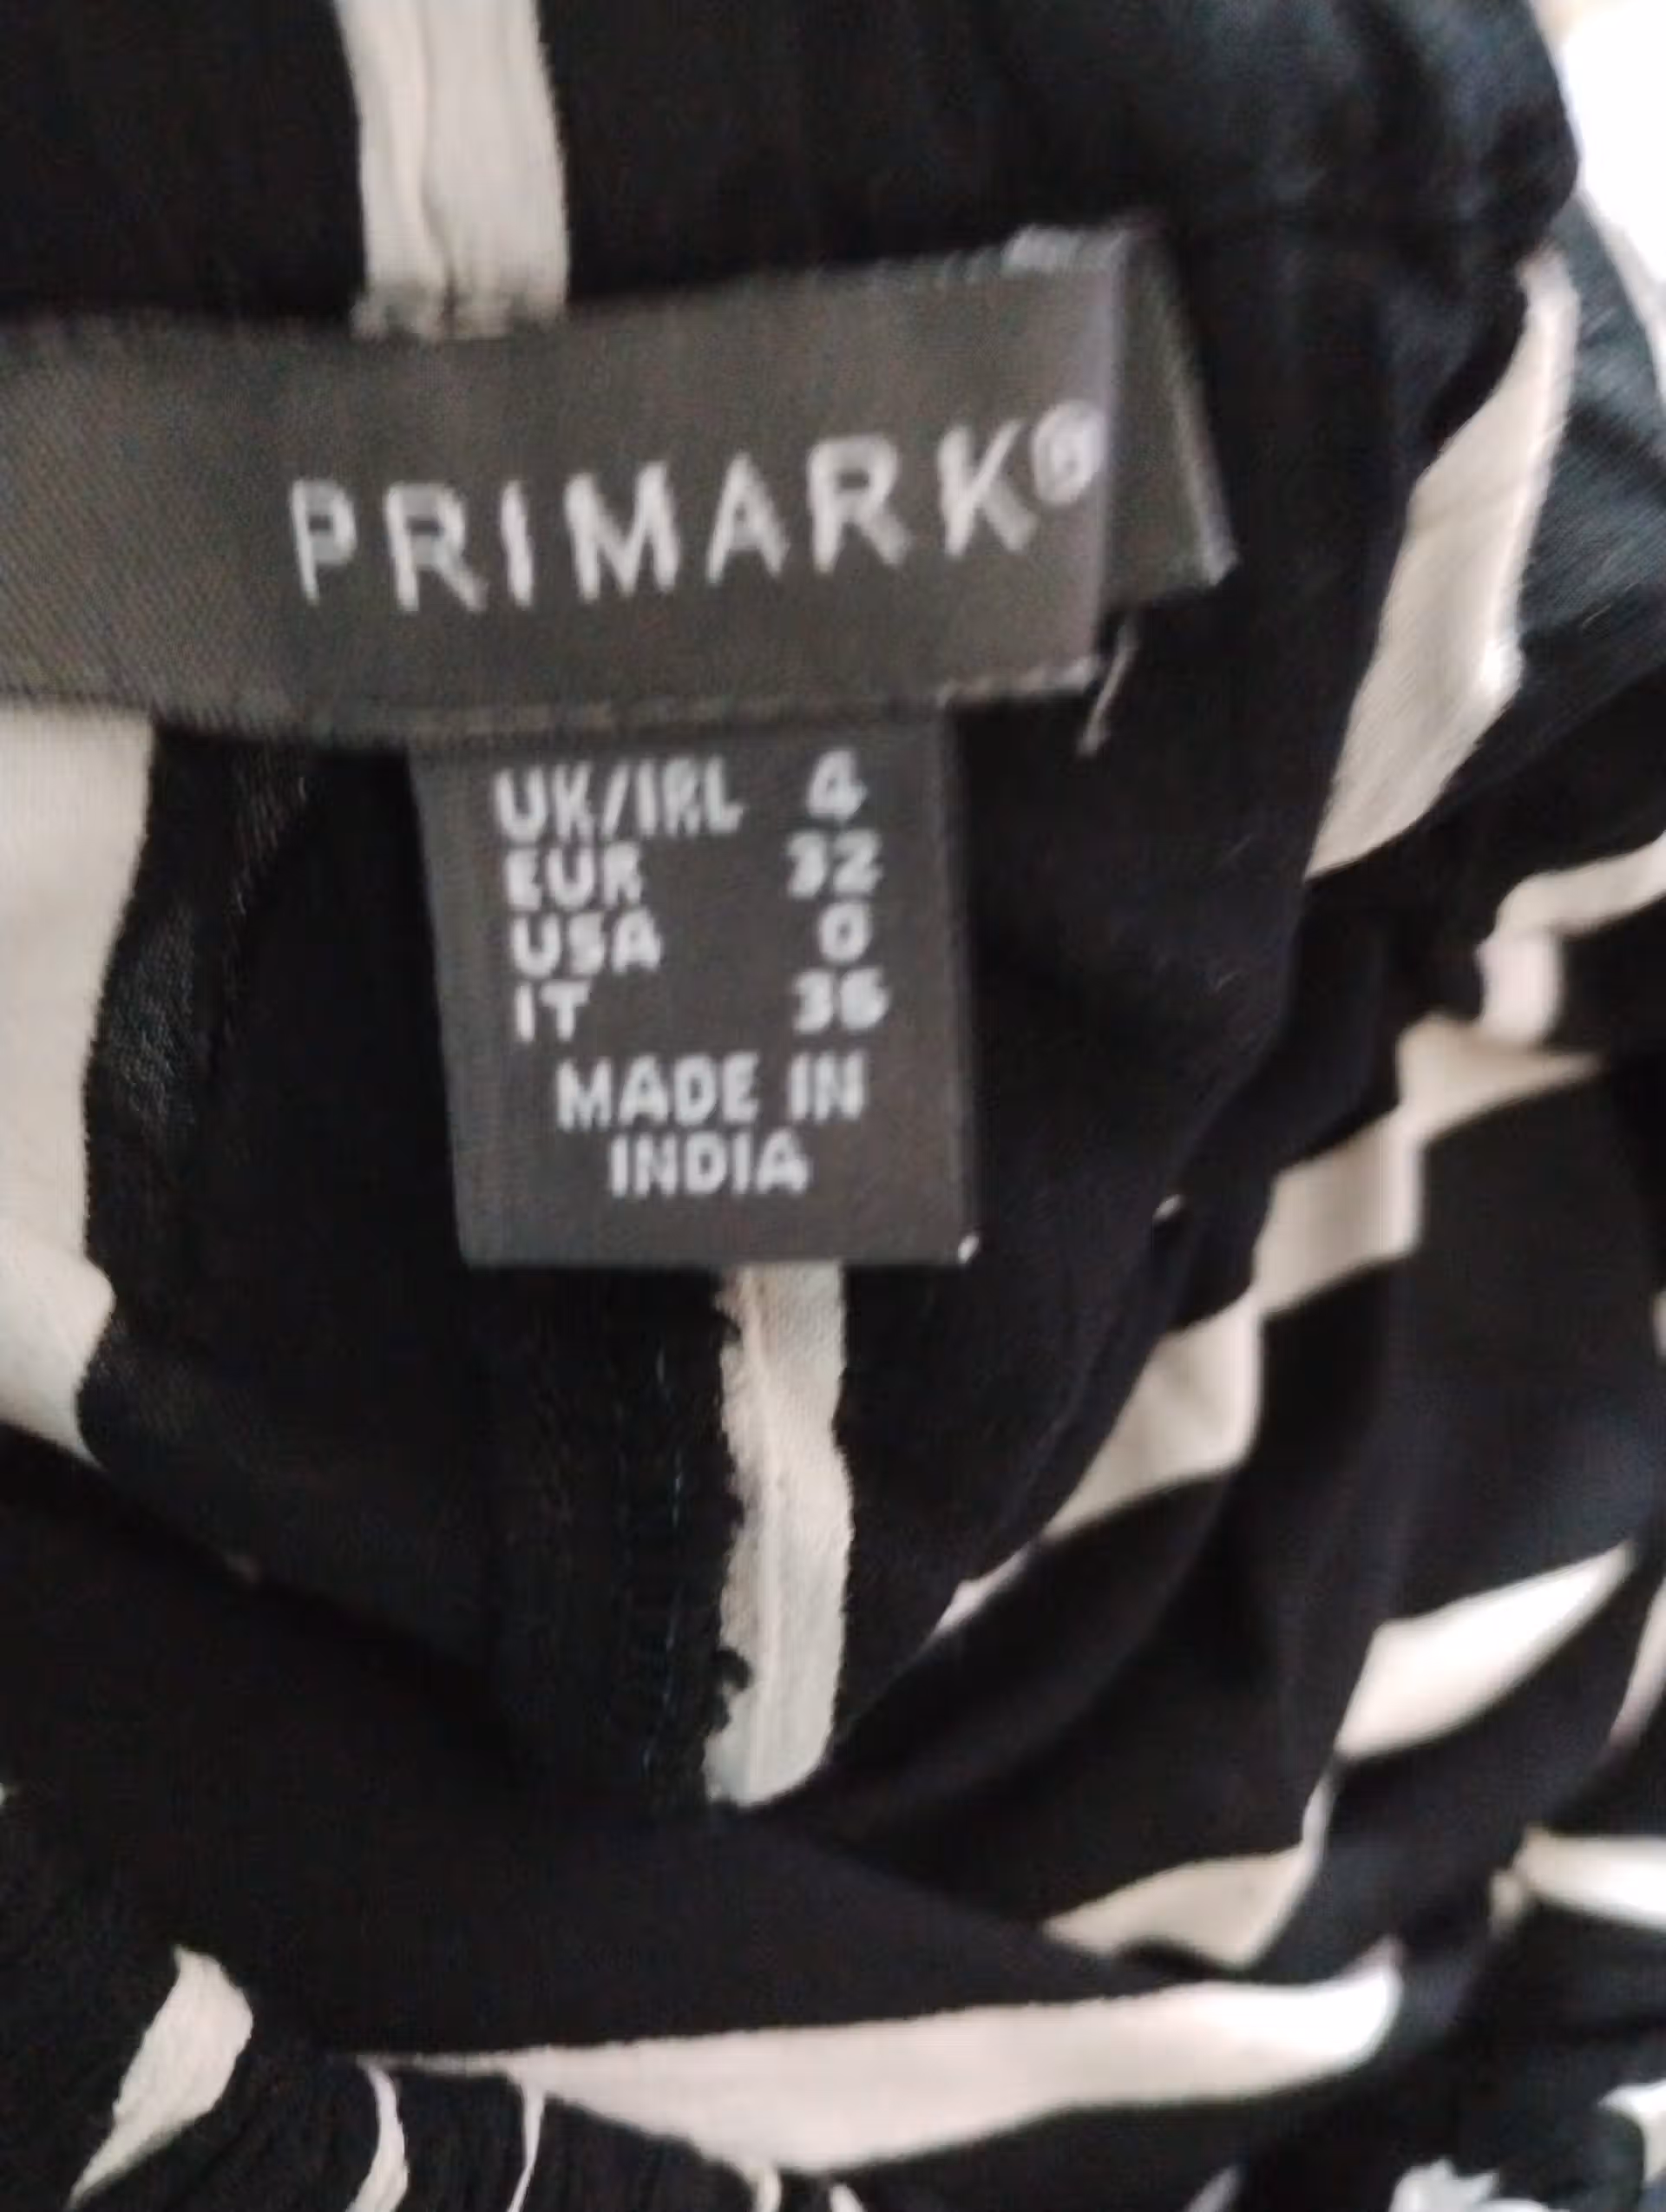 PRIMARK®
UK/IRL 4
EUR 32
USA 0
IT 36
MADE IN
INDIA